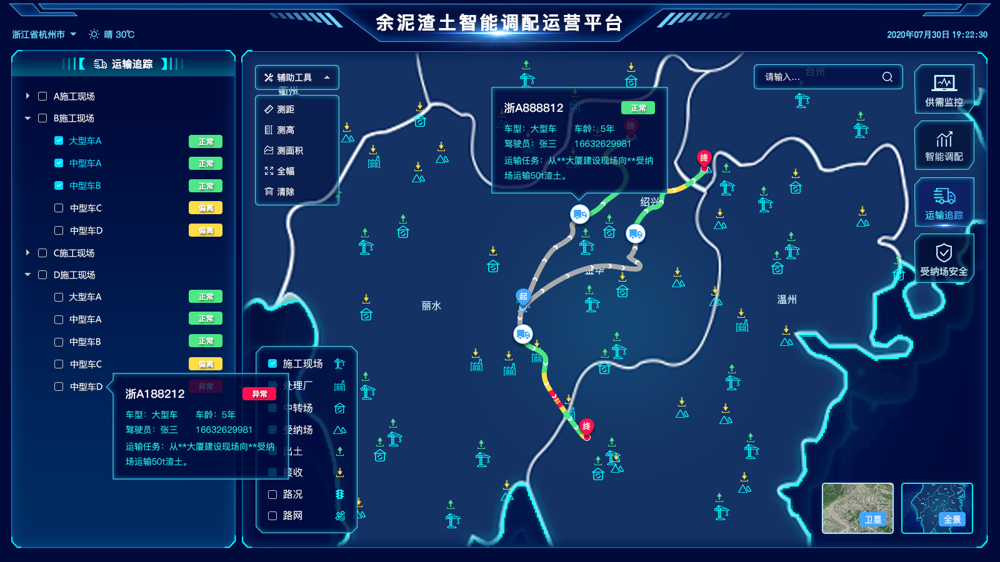 余泥渣土智能调配运营平台
浙江省杭州市
晴 30℃
2020年07月30日 19:22:30
运输追踪
A施工现场
B施工现场
大型车A 正常
中型车A 正常
中型车B 正常
中型车C 偏离
中型车D 偏离
C施工现场
D施工现场
大型车A 正常
中型车A 正常
中型车B 正常
中型车C 偏离
中型车D 异常
浙A188212 异常
车型：大型车 车龄：5年
驾驶员：张三 16632629981
运输任务：从**大厦建设现场向**受纳
场运输50t渣土。
辅助工具
衢州
测距
测高
测面积
全幅
清除
浙A888812 正常
车型：大型车 车龄：5年
驾驶员：张三 16632629981
运输任务：从**大厦建设现场向**受纳
场运输50t渣土。
终
终
绍兴
金华
起
丽水
温州
终
请输入...
台州
供需监控
智能调配
运输追踪
受纳场安全
施工现场
处理厂
中转场
受纳场
出土
接收
路况
路网
卫星
全景